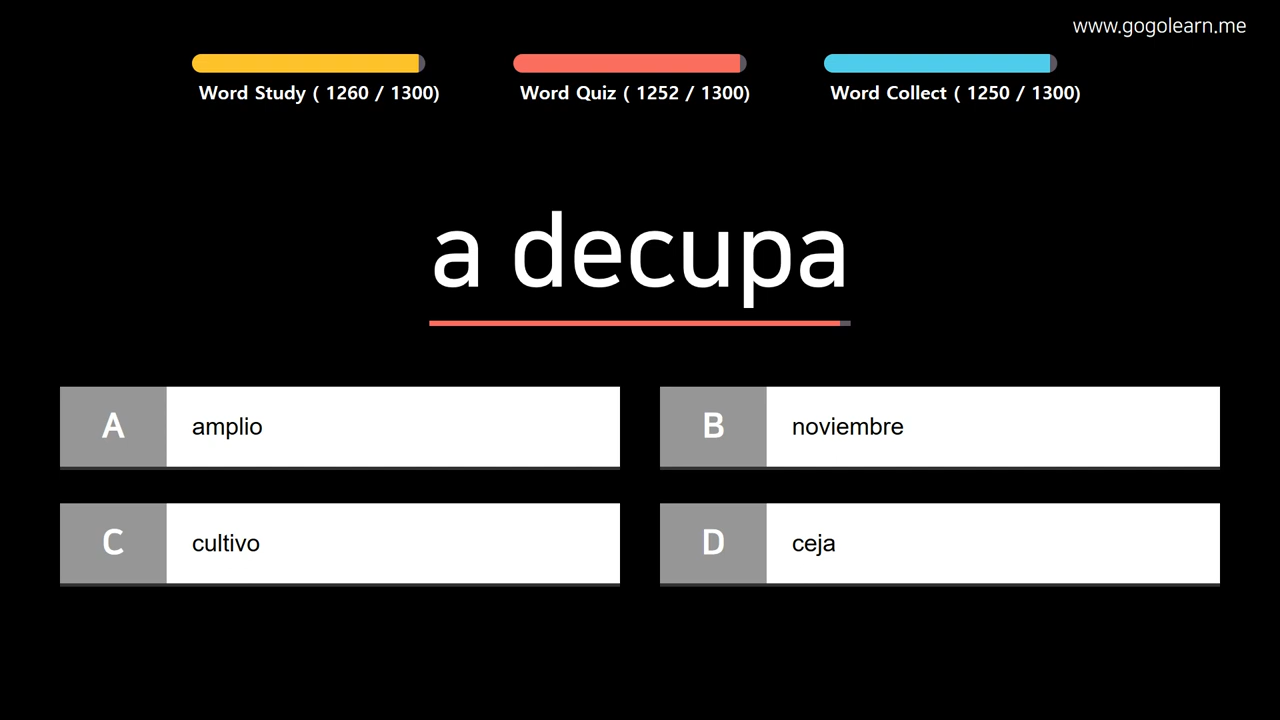 www.gogolearn.me
Word Study ( 1260 / 1300)
Word Quiz ( 1252 / 1300)
Word Collect ( 1250 / 1300)
a decupa
A amplio
B noviembre
C cultivo
D ceja